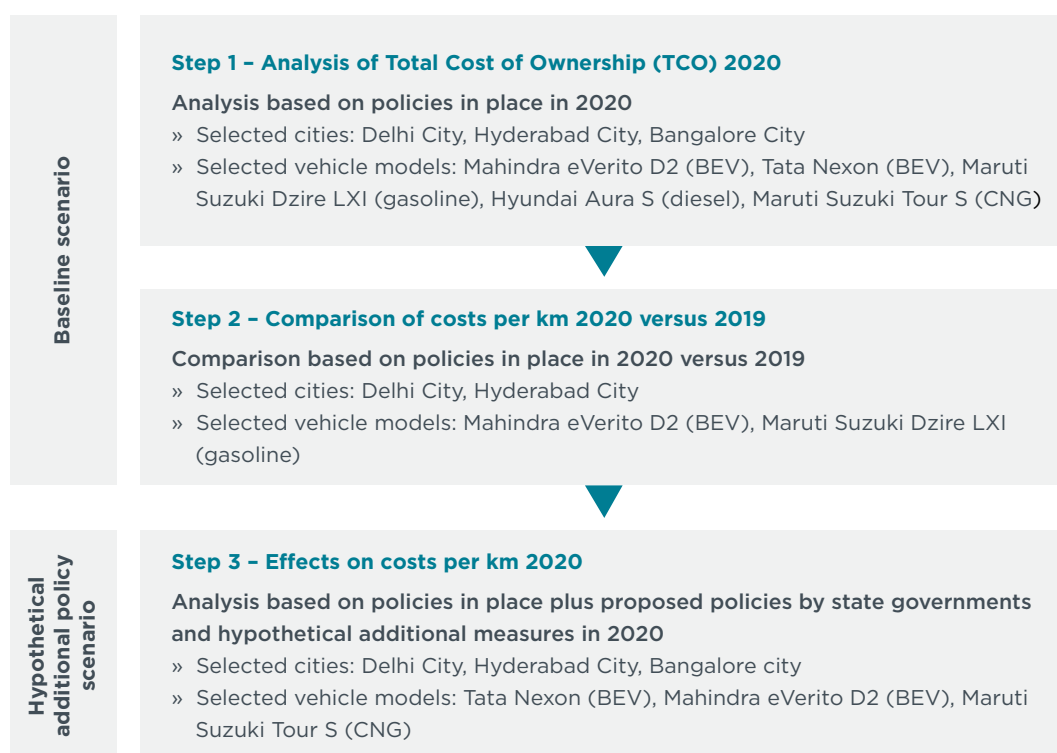 Baseline scenario
Step 1 – Analysis of Total Cost of Ownership (TCO) 2020
Analysis based on policies in place in 2020
» Selected cities: Delhi City, Hyderabad City, Bangalore City
» Selected vehicle models: Mahindra eVerito D2 (BEV), Tata Nexon (BEV), Maruti
Suzuki Dzire LXI (gasoline), Hyundai Aura S (diesel), Maruti Suzuki Tour S (CNG)
Step 2 – Comparison of costs per km 2020 versus 2019
Comparison based on policies in place in 2020 versus 2019
» Selected cities: Delhi City, Hyderabad City
» Selected vehicle models: Mahindra eVerito D2 (BEV), Maruti Suzuki Dzire LXI
(gasoline)
Hypothetical
additional policy
scenario
Step 3 – Effects on costs per km 2020
Analysis based on policies in place plus proposed policies by state governments
and hypothetical additional measures in 2020
» Selected cities: Delhi City, Hyderabad City, Bangalore city
» Selected vehicle models: Tata Nexon (BEV), Mahindra eVerito D2 (BEV), Maruti
Suzuki Tour S (CNG)